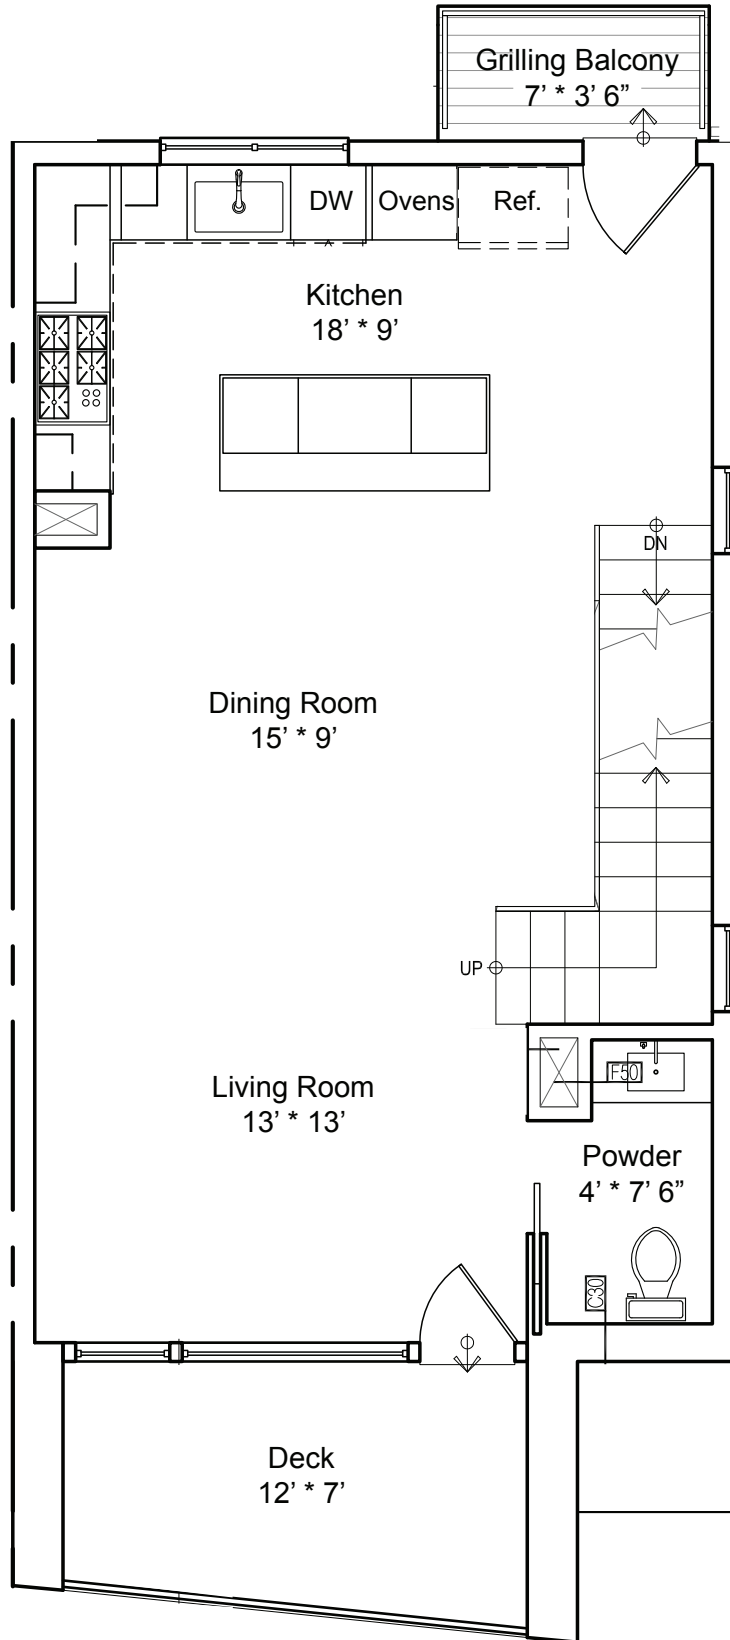 Grilling Balcony
7’ * 3’ 6”
DW
Ovens
Ref.
Kitchen
18’ * 9’
DN
Dining Room
15’ * 9’
UP
Living Room
13’ * 13’
F50
Powder
4’ * 7’ 6”
C30
Deck
12’ * 7’